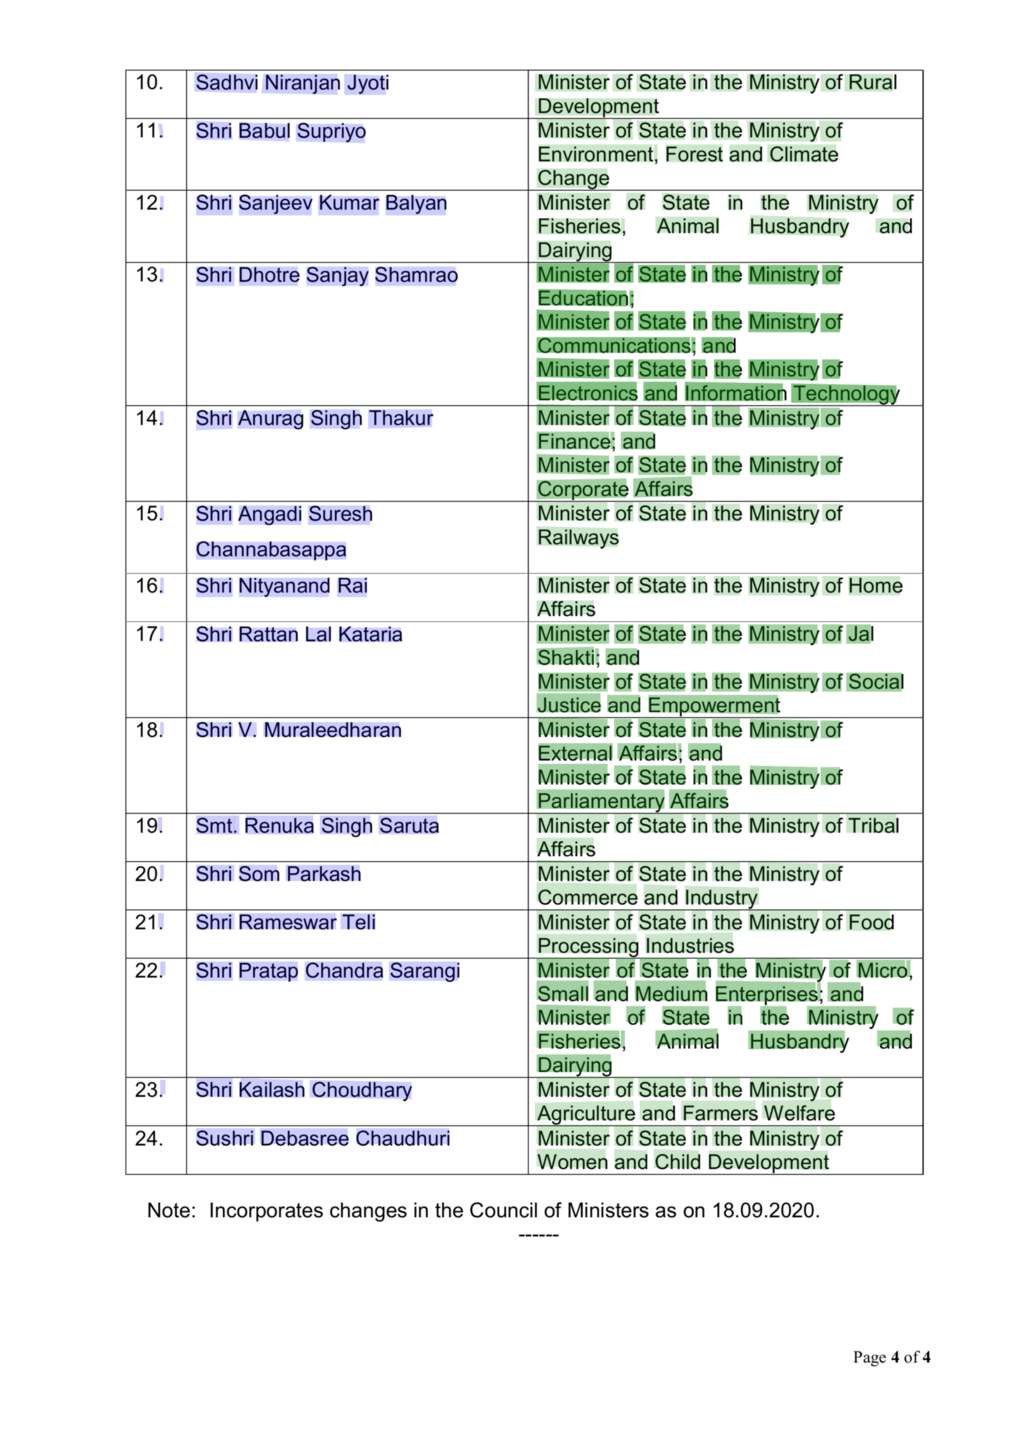 10. Sadhvi Niranjan Jyoti Minister of State in the Ministry of Rural
Development
11. Shri Babul Supriyo Minister of State in the Ministry of
Environment, Forest and Climate
Change
12. Shri Sanjeev Kumar Balyan Minister of State in the Ministry of
Fisheries, Animal Husbandry and
Dairying
13. Shri Dhotre Sanjay Shamrao Minister of State in the Ministry of
Education;
Minister of State in the Ministry of
Communications; and
Minister of State in the Ministry of
Electronics and Information Technology
14. Shri Anurag Singh Thakur Minister of State in the Ministry of
Finance; and
Minister of State in the Ministry of
Corporate Affairs
15. Shri Angadi Suresh Minister of State in the Ministry of
Railways
Channabasappa
16. Shri Nityanand Rai Minister of State in the Ministry of Home
Affairs
17. Shri Rattan Lal Kataria Minister of State in the Ministry of Jal
Shakti; and
Minister of State in the Ministry of Social
Justice and Empowerment
18. Shri V. Muraleedharan Minister of State in the Ministry of
External Affairs; and
Minister of State in the Ministry of
Parliamentary Affairs
19. Smt. Renuka Singh Saruta Minister of State in the Ministry of Tribal
Affairs
20. Shri Som Parkash Minister of State in the Ministry of
Commerce and Industry
21. Shri Rameswar Teli Minister of State in the Ministry of Food
Processing Industries
22. Shri Pratap Chandra Sarangi Minister of State in the Ministry of Micro,
Small and Medium Enterprises; and
Minister of State in the Ministry of
Fisheries, Animal Husbandry and
Dairying
23. Shri Kailash Choudhary Minister of State in the Ministry of
Agriculture and Farmers Welfare
24. Sushri Debasree Chaudhuri Minister of State in the Ministry of
Women and Child Development
Note: Incorporates changes in the Council of Ministers as on 18.09.2020.
------
Page 4 of 4